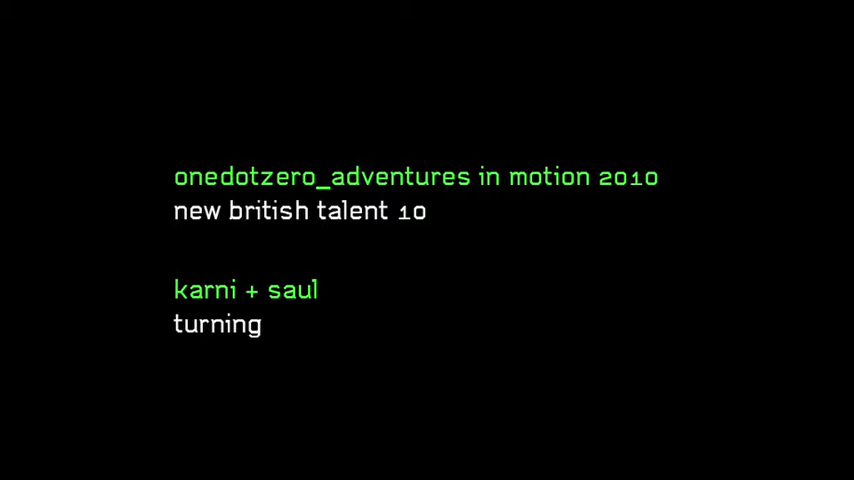 onedotzero_adventures in motion 2010
new british talent 10
karni + saul
turning